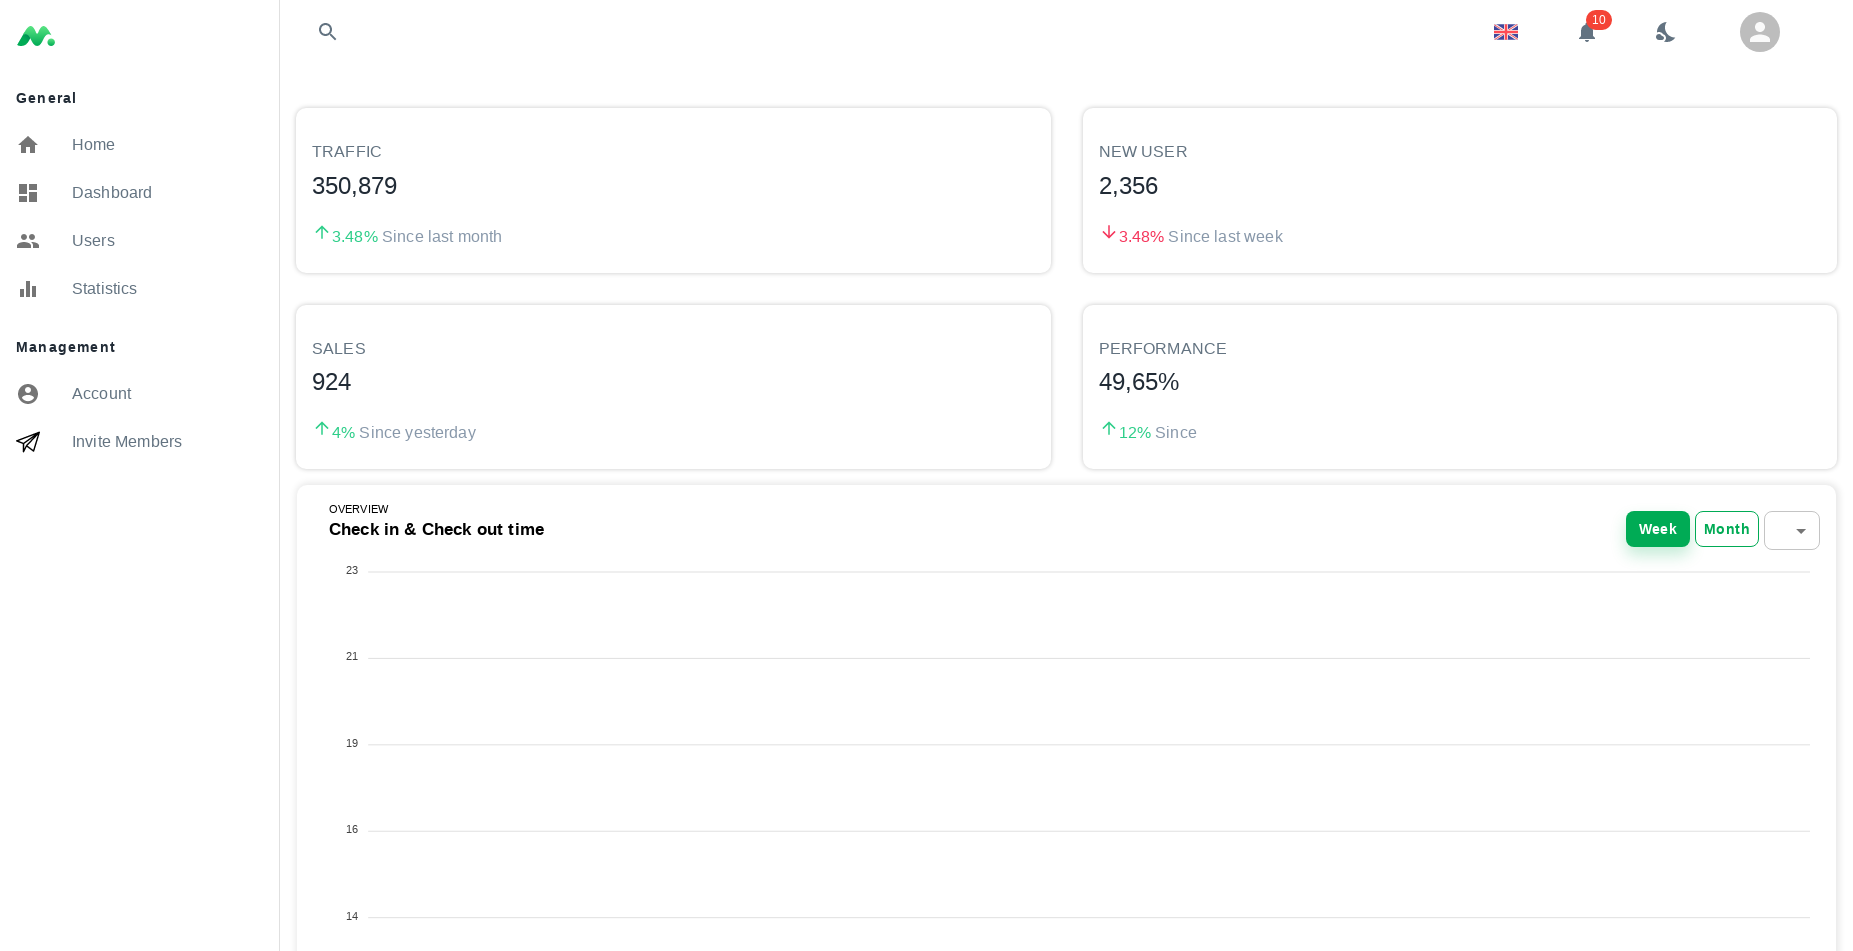 10
General
Home
Dashboard
Users
Statistics
Management
Account
Invite Members
TRAFFIC
350,879
3.48% Since last month
NEW USER
2,356
3.48% Since last week
SALES
924
4% Since yesterday
PERFORMANCE
49,65%
12% Since
OVERVIEW
Check in & Check out time
Week
Month
23
21
19
16
14